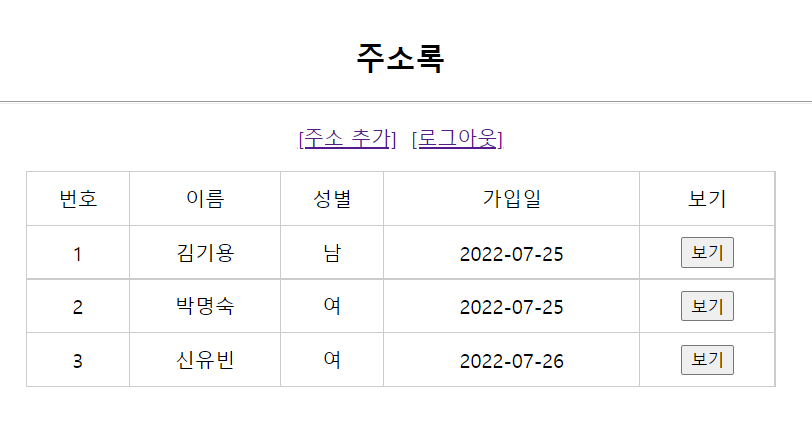 주소록
[주소 추가] [로그아웃]
번호 이름 성별 가입일 보기
1 김기용 남 2022-07-25 보기
2 박명숙 여 2022-07-25 보기
3 신유빈 여 2022-07-26 보기